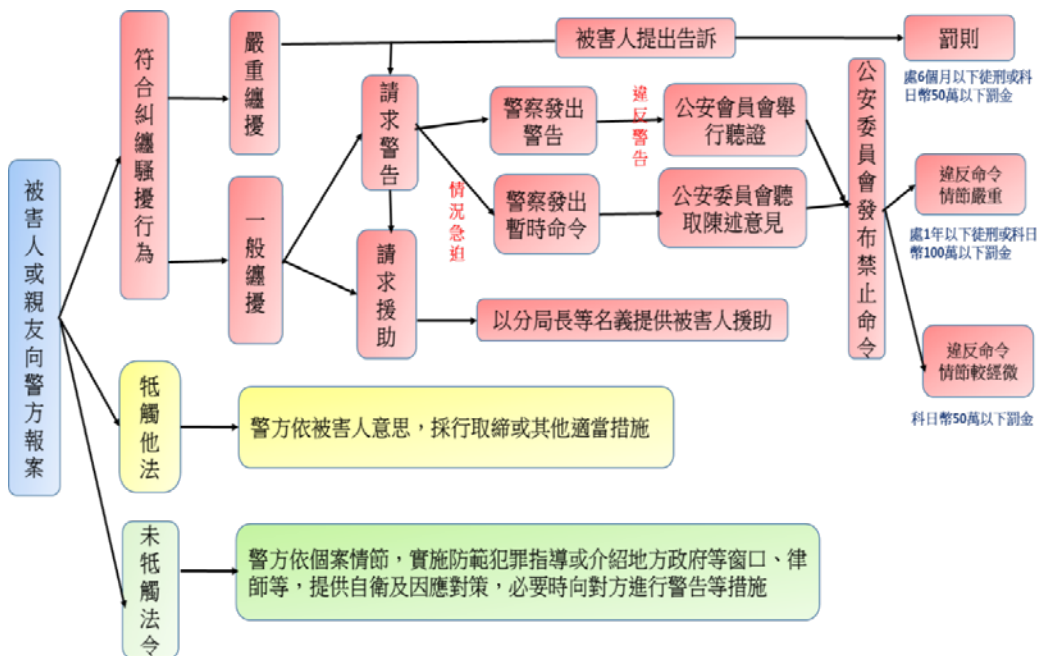 被害人或親友向警方報案
符合糾纏騷擾行為
嚴重纏擾
一般纏擾
請求警告
請求援助
被害人提出告訴
罰則
處6個月以下徒刑或科
日幣50萬以下罰金
警察發出
警告
違反警告
公安會員會舉
行聽證
情況急迫
警察發出
暫時命令
公安委員會聽
取陳述意見
公安委員會發布禁止命令
違反命令
情節嚴重
處1年以下徒刑或科日
幣100萬以下罰金
違反命令
情節較經微
科日幣50萬以下罰金
以分局長等名義提供被害人援助
牴觸他法
警方依被害人意思，採行取締或其他適當措施
未牴觸法令
警方依個案情節，實施防範犯罪指導或介紹地方政府等窗口、律
師等，提供自衛及因應對策，必要時向對方進行警告等措施